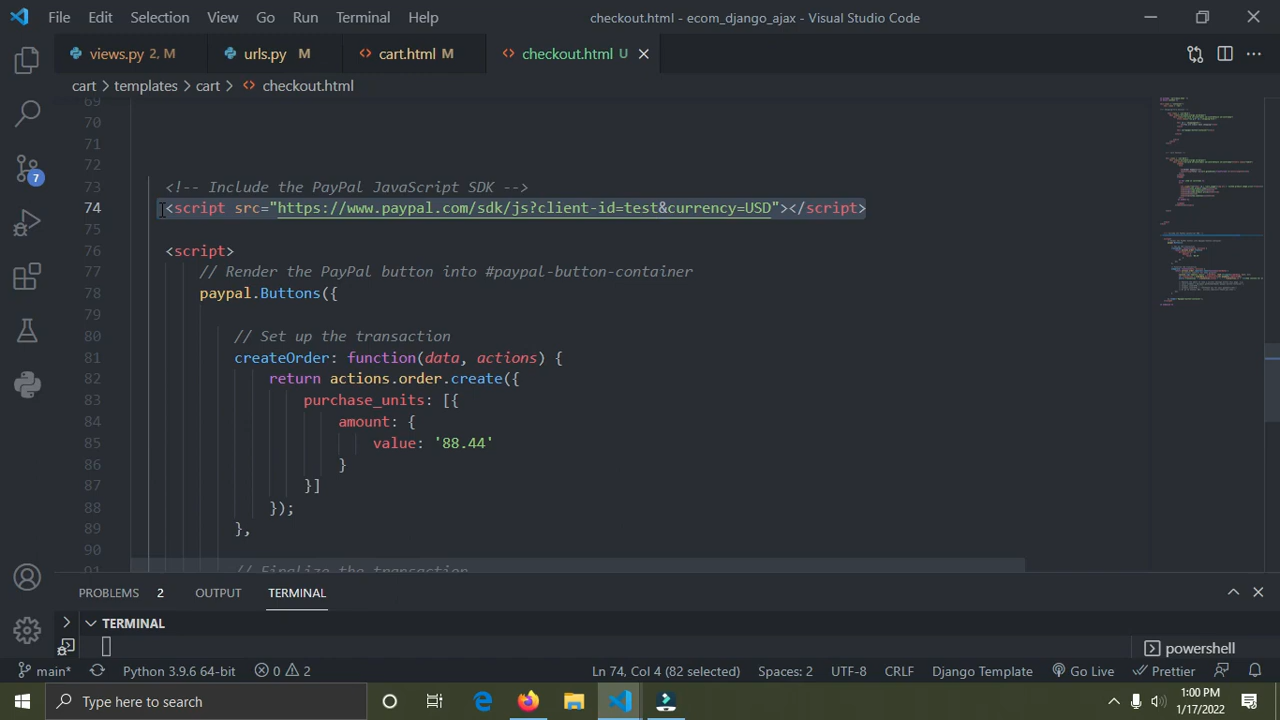 File Edit Selection View Go Run Terminal Help checkout.html - ecom_django_ajax - Visual Studio Code
views.py 2, M urls.py M cart.html M checkout.html U
cart > templates > cart > checkout.html
69
70
71
72
73 <!-- Include the PayPal JavaScript SDK -->
74 <script src="https://www.paypal.com/sdk/js?client-id=test&currency=USD"></script>
75
76 <script>
77 // Render the PayPal button into #paypal-button-container
78 paypal.Buttons({
79
80 // Set up the transaction
81 createOrder: function(data, actions) {
82 return actions.order.create({
83 purchase_units: [{
84 amount: {
85 value: '88.44'
86 }
87 }]
88 });
89 },
90
91 // Finalize the transaction
7
PROBLEMS 2 OUTPUT TERMINAL
TERMINAL
powershell
main* Python 3.9.6 64-bit 0 2 Ln 74, Col 4 (82 selected) Spaces: 2 UTF-8 CRLF Django Template Go Live Prettier
Type here to search
1:00 PM
1/17/2022